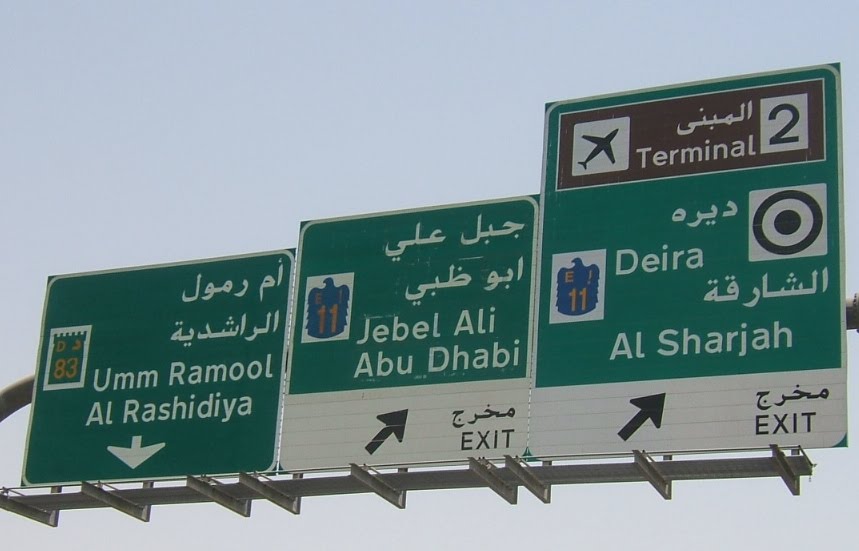 أم رمول
الراشدية
D د
83
Umm Ramool
Al Rashidiya
جبل علي
ابو ظبي
E إ
11
Jebel Ali
Abu Dhabi
مخرج
EXIT
المبنى 2
Terminal
ديره
Deira
E إ
11
الشارقة
Al Sharjah
مخرج
EXIT